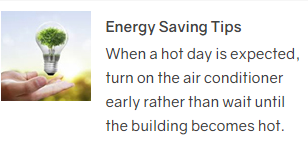 Energy Saving Tips
When a hot day is expected,
turn on the air conditioner
early rather than wait until
the building becomes hot.